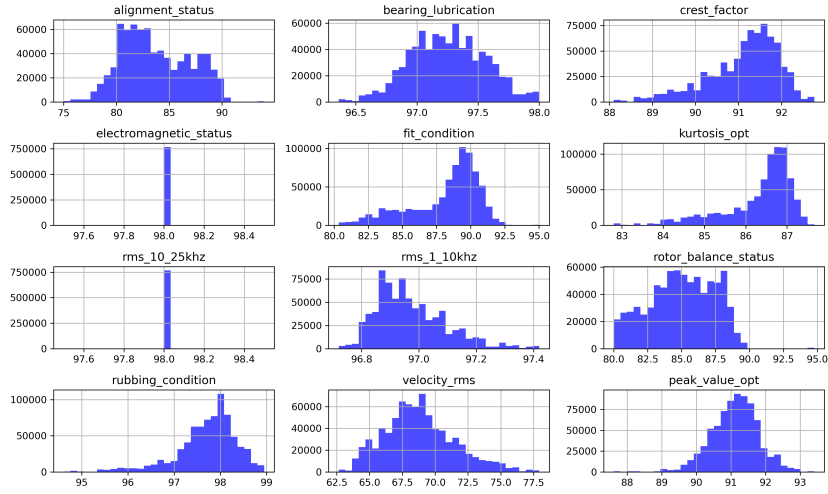 alignment_status
60000
40000
20000
0
75 80 85 90
bearing_lubrication
60000
40000
20000
0
96.5 97.0 97.5 98.0
crest_factor
75000
50000
25000
0
88 89 90 91 92
electromagnetic_status
750000
500000
250000
0
97.6 97.8 98.0 98.2 98.4
fit_condition
100000
50000
0
80.0 82.5 85.0 87.5 90.0 92.5 95.0
kurtosis_opt
100000
50000
0
83 84 85 86 87
rms_10_25khz
750000
500000
250000
0
97.6 97.8 98.0 98.2 98.4
rms_1_10khz
75000
50000
25000
0
96.8 97.0 97.2 97.4
rotor_balance_status
60000
40000
20000
0
80.0 82.5 85.0 87.5 90.0 92.5 95.0
rubbing_condition
100000
50000
0
95 96 97 98 99
velocity_rms
60000
40000
20000
0
62.5 65.0 67.5 70.0 72.5 75.0 77.5
peak_value_opt
75000
50000
25000
0
88 89 90 91 92 93